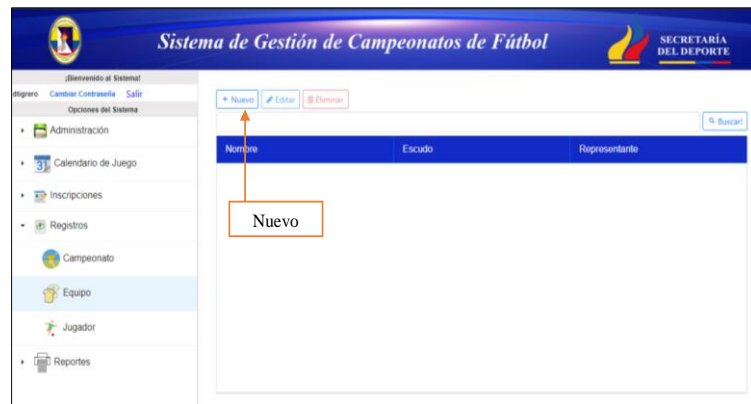 Sistema de Gestión de Campeonatos de Fútbol
SECRETARÍA
DEL DEPORTE
¡Bienvenido al Sistema!
dtigrero Cambiar Contraseña Salir
Opciones del Sistema
Administración
Calendario de Juego
Inscripciones
Registros
Campeonato
Equipo
Jugador
Reportes
+ Nuevo Editar Eliminar
Buscar!
Nombre Escudo Representante
Nuevo